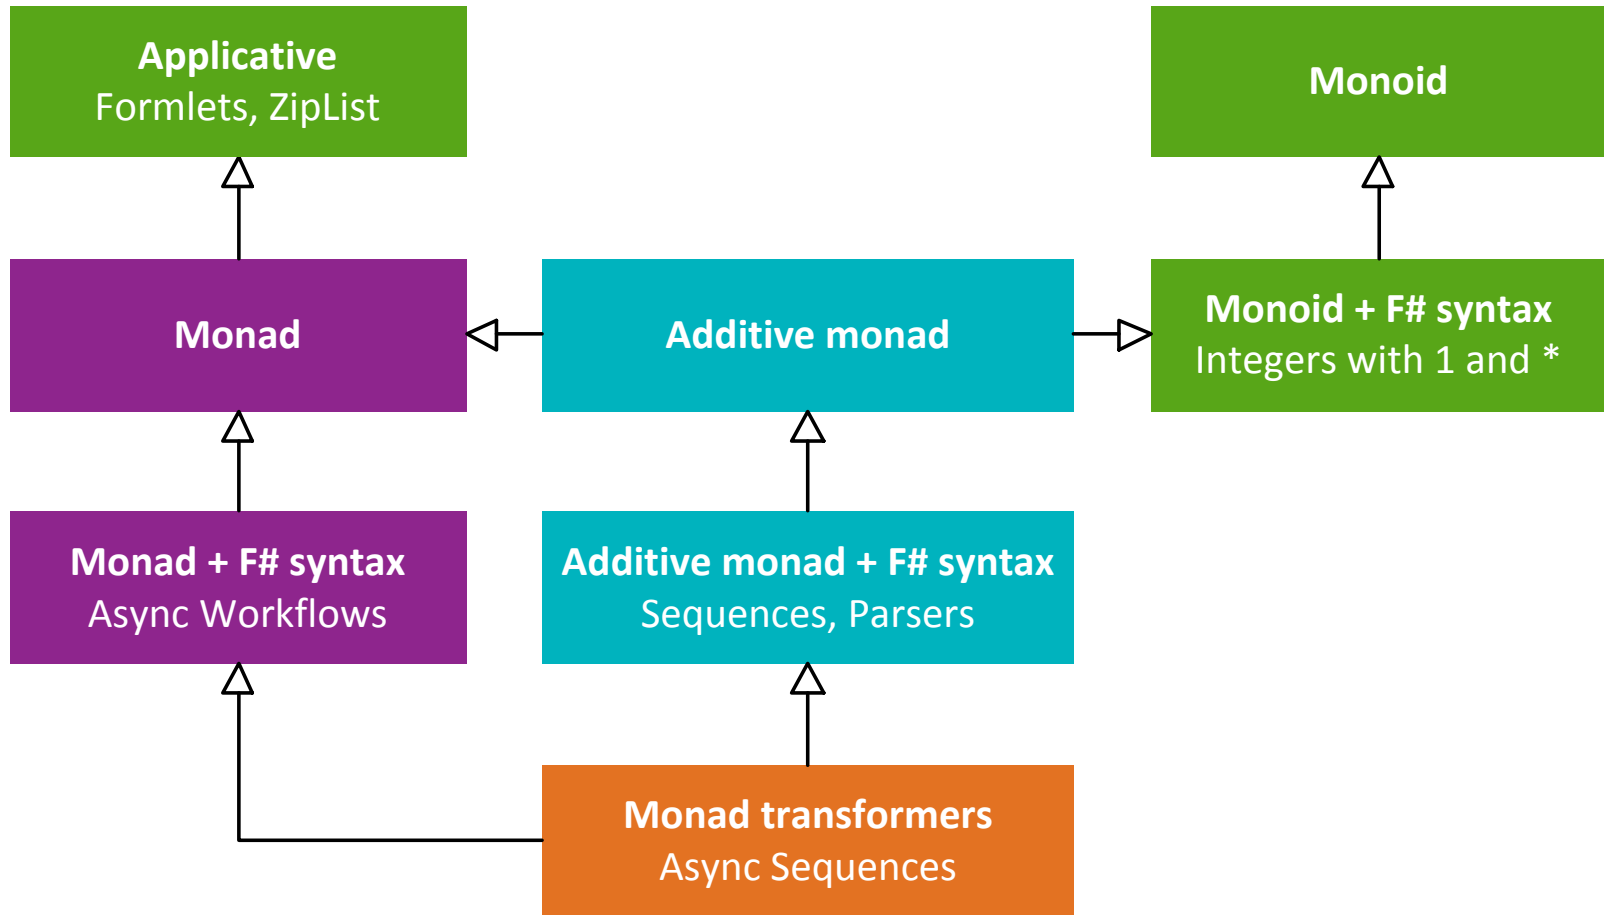 Applicative
Formlets, ZipList
Monoid
Monad
Additive monad
Monoid + F# syntax
Integers with 1 and *
Monad + F# syntax
Async Workflows
Additive monad + F# syntax
Sequences, Parsers
Monad transformers
Async Sequences